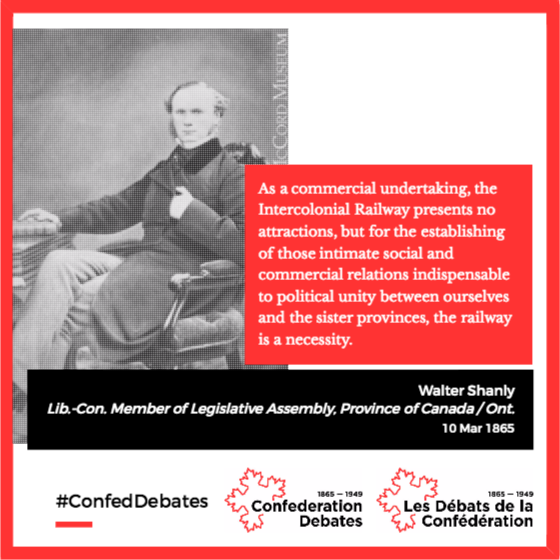 McCord Museum
As a commercial undertaking, the
Intercolonial Railway presents no
attractions, but for the establishing
of those intimate social and
commercial relations indispensable
to political unity between ourselves
and the sister provinces, the railway
is a necessity.
Walter Shanly
Lib.-Con. Member of Legislative Assembly, Province of Canada / Ont.
10 Mar 1865
#ConfedDebates
1865 — 1949
Confederation
Debates
1865 — 1949
Les Débats de la
Confédération